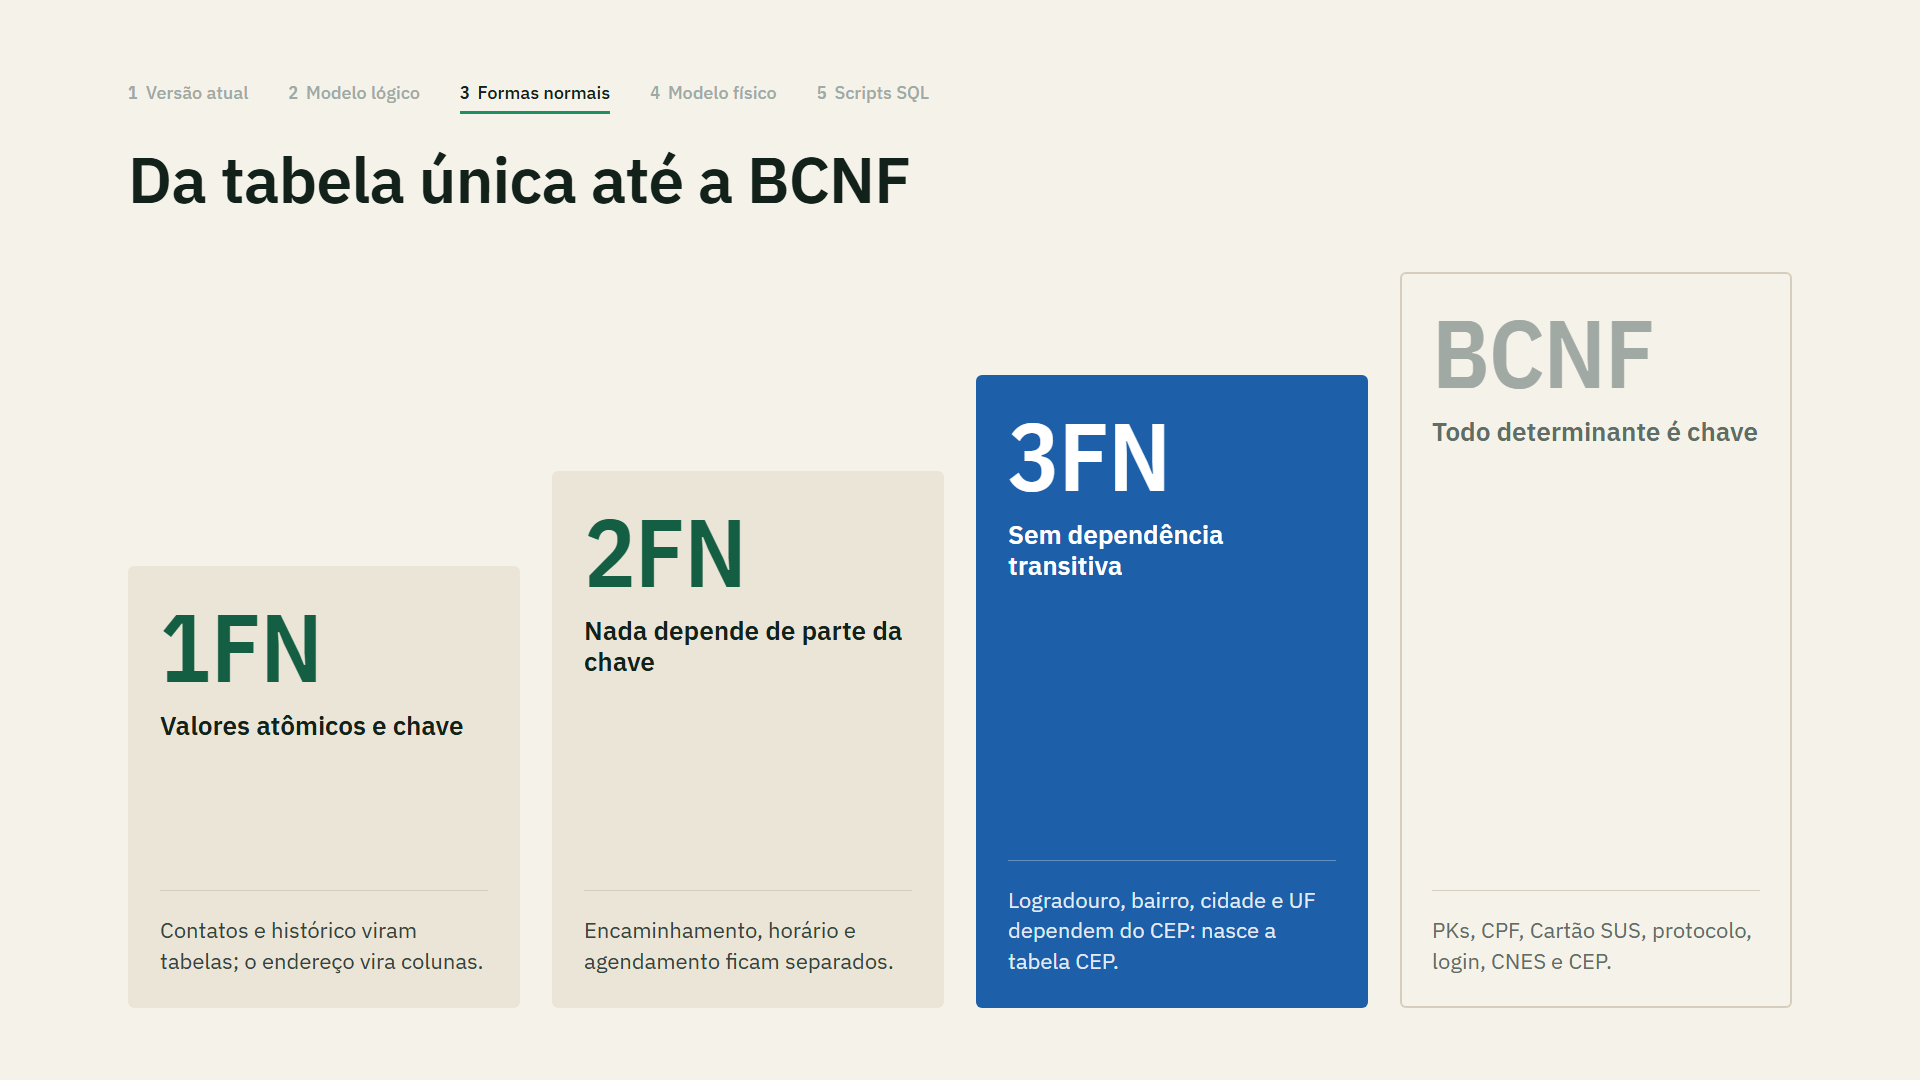 1 Versão atual 2 Modelo lógico 3 Formas normais 4 Modelo físico 5 Scripts SQL
Da tabela única até a BCNF
1FN
Valores atômicos e chave
Contatos e histórico viram
tabelas; o endereço vira colunas.
2FN
Nada depende de parte da
chave
Encaminhamento, horário e
agendamento ficam separados.
3FN
Sem dependência
transitiva
Logradouro, bairro, cidade e UF
dependem do CEP: nasce a
tabela CEP.
BCNF
Todo determinante é chave
PKs, CPF, Cartão SUS, protocolo,
login, CNES e CEP.